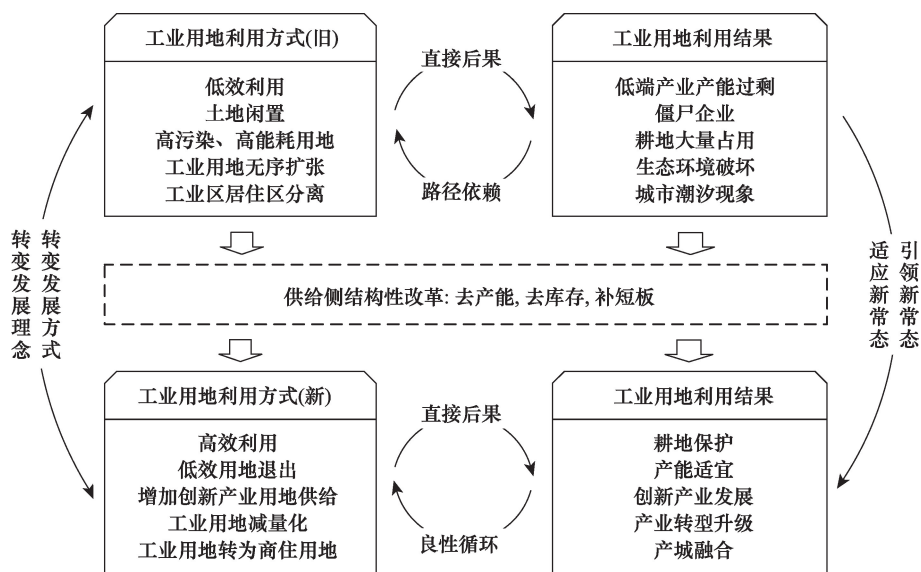 工业用地利用方式(旧)
低效利用
土地闲置
高污染、高能耗用地
工业用地无序扩张
工业区居住区分离
直接后果
路径依赖
工业用地利用结果
低端产业产能过剩
僵尸企业
耕地大量占用
生态环境破坏
城市潮汐现象
转变发展理念
转变发展方式
供给侧结构性改革: 去产能, 去库存, 补短板
适应新常态
引领新常态
工业用地利用方式(新)
高效利用
低效用地退出
增加创新产业用地供给
工业用地减量化
工业用地转为商住用地
直接后果
良性循环
工业用地利用结果
耕地保护
产能适宜
创新产业发展
产业转型升级
产城融合